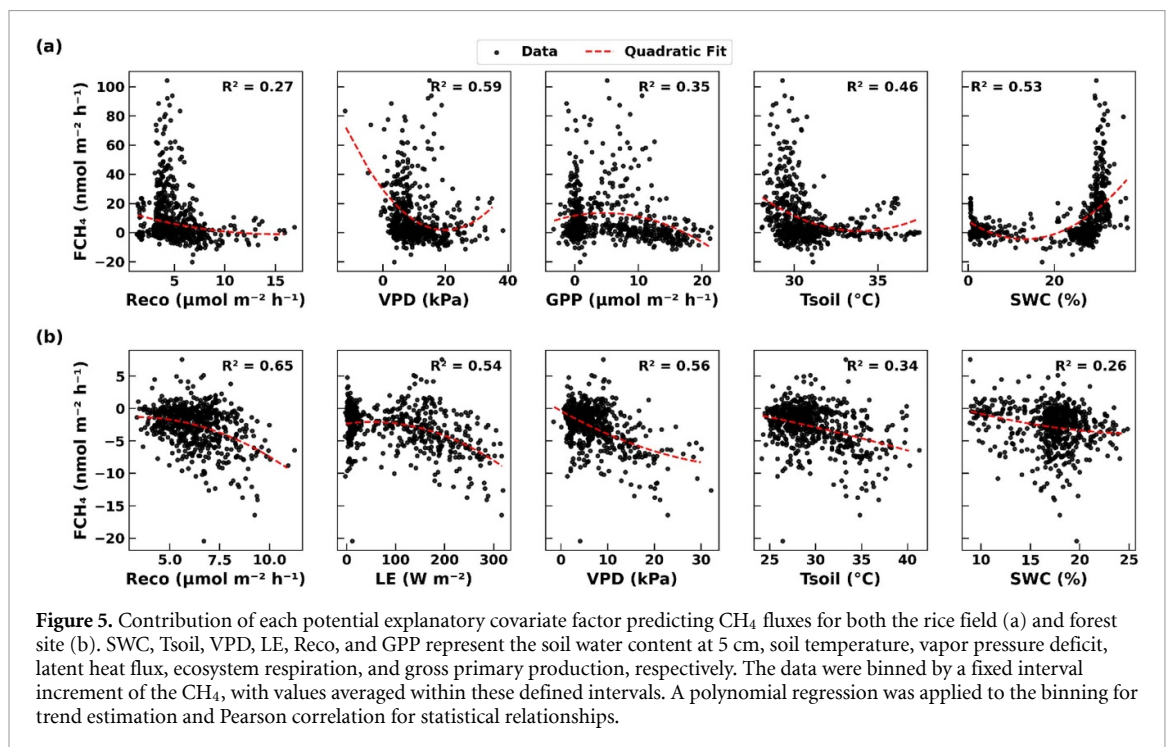 (a)
Data
Quadratic Fit
R² = 0.27
R² = 0.59
R² = 0.35
R² = 0.46
R² = 0.53
FCH₄ (nmol m⁻² h⁻¹)
100
80
60
40
20
0
−20
5 10 15
0 20 40
0 10 20
30 35
20
Reco (μmol m⁻² h⁻¹)
VPD (kPa)
GPP (μmol m⁻² h⁻¹)
Tsoil (°C)
SWC (%)
(b)
R² = 0.65
R² = 0.54
R² = 0.56
R² = 0.34
R² = 0.26
FCH₄ (nmol m⁻² h⁻¹)
5
0
−5
−10
−15
−20
5.0 7.5 10.0
0 100 200 300
0 10 20 30
25 30 35 40
10 15 20 25
Reco (μmol m⁻² h⁻¹)
LE (W m⁻²)
VPD (kPa)
Tsoil (°C)
SWC (%)
Figure 5. Contribution of each potential explanatory covariate factor predicting CH₄ fluxes for both the rice field (a) and forest
site (b). SWC, Tsoil, VPD, LE, Reco, and GPP represent the soil water content at 5 cm, soil temperature, vapor pressure deficit,
latent heat flux, ecosystem respiration, and gross primary production, respectively. The data were binned by a fixed interval
increment of the CH₄, with values averaged within these defined intervals. A polynomial regression was applied to the binning for
trend estimation and Pearson correlation for statistical relationships.